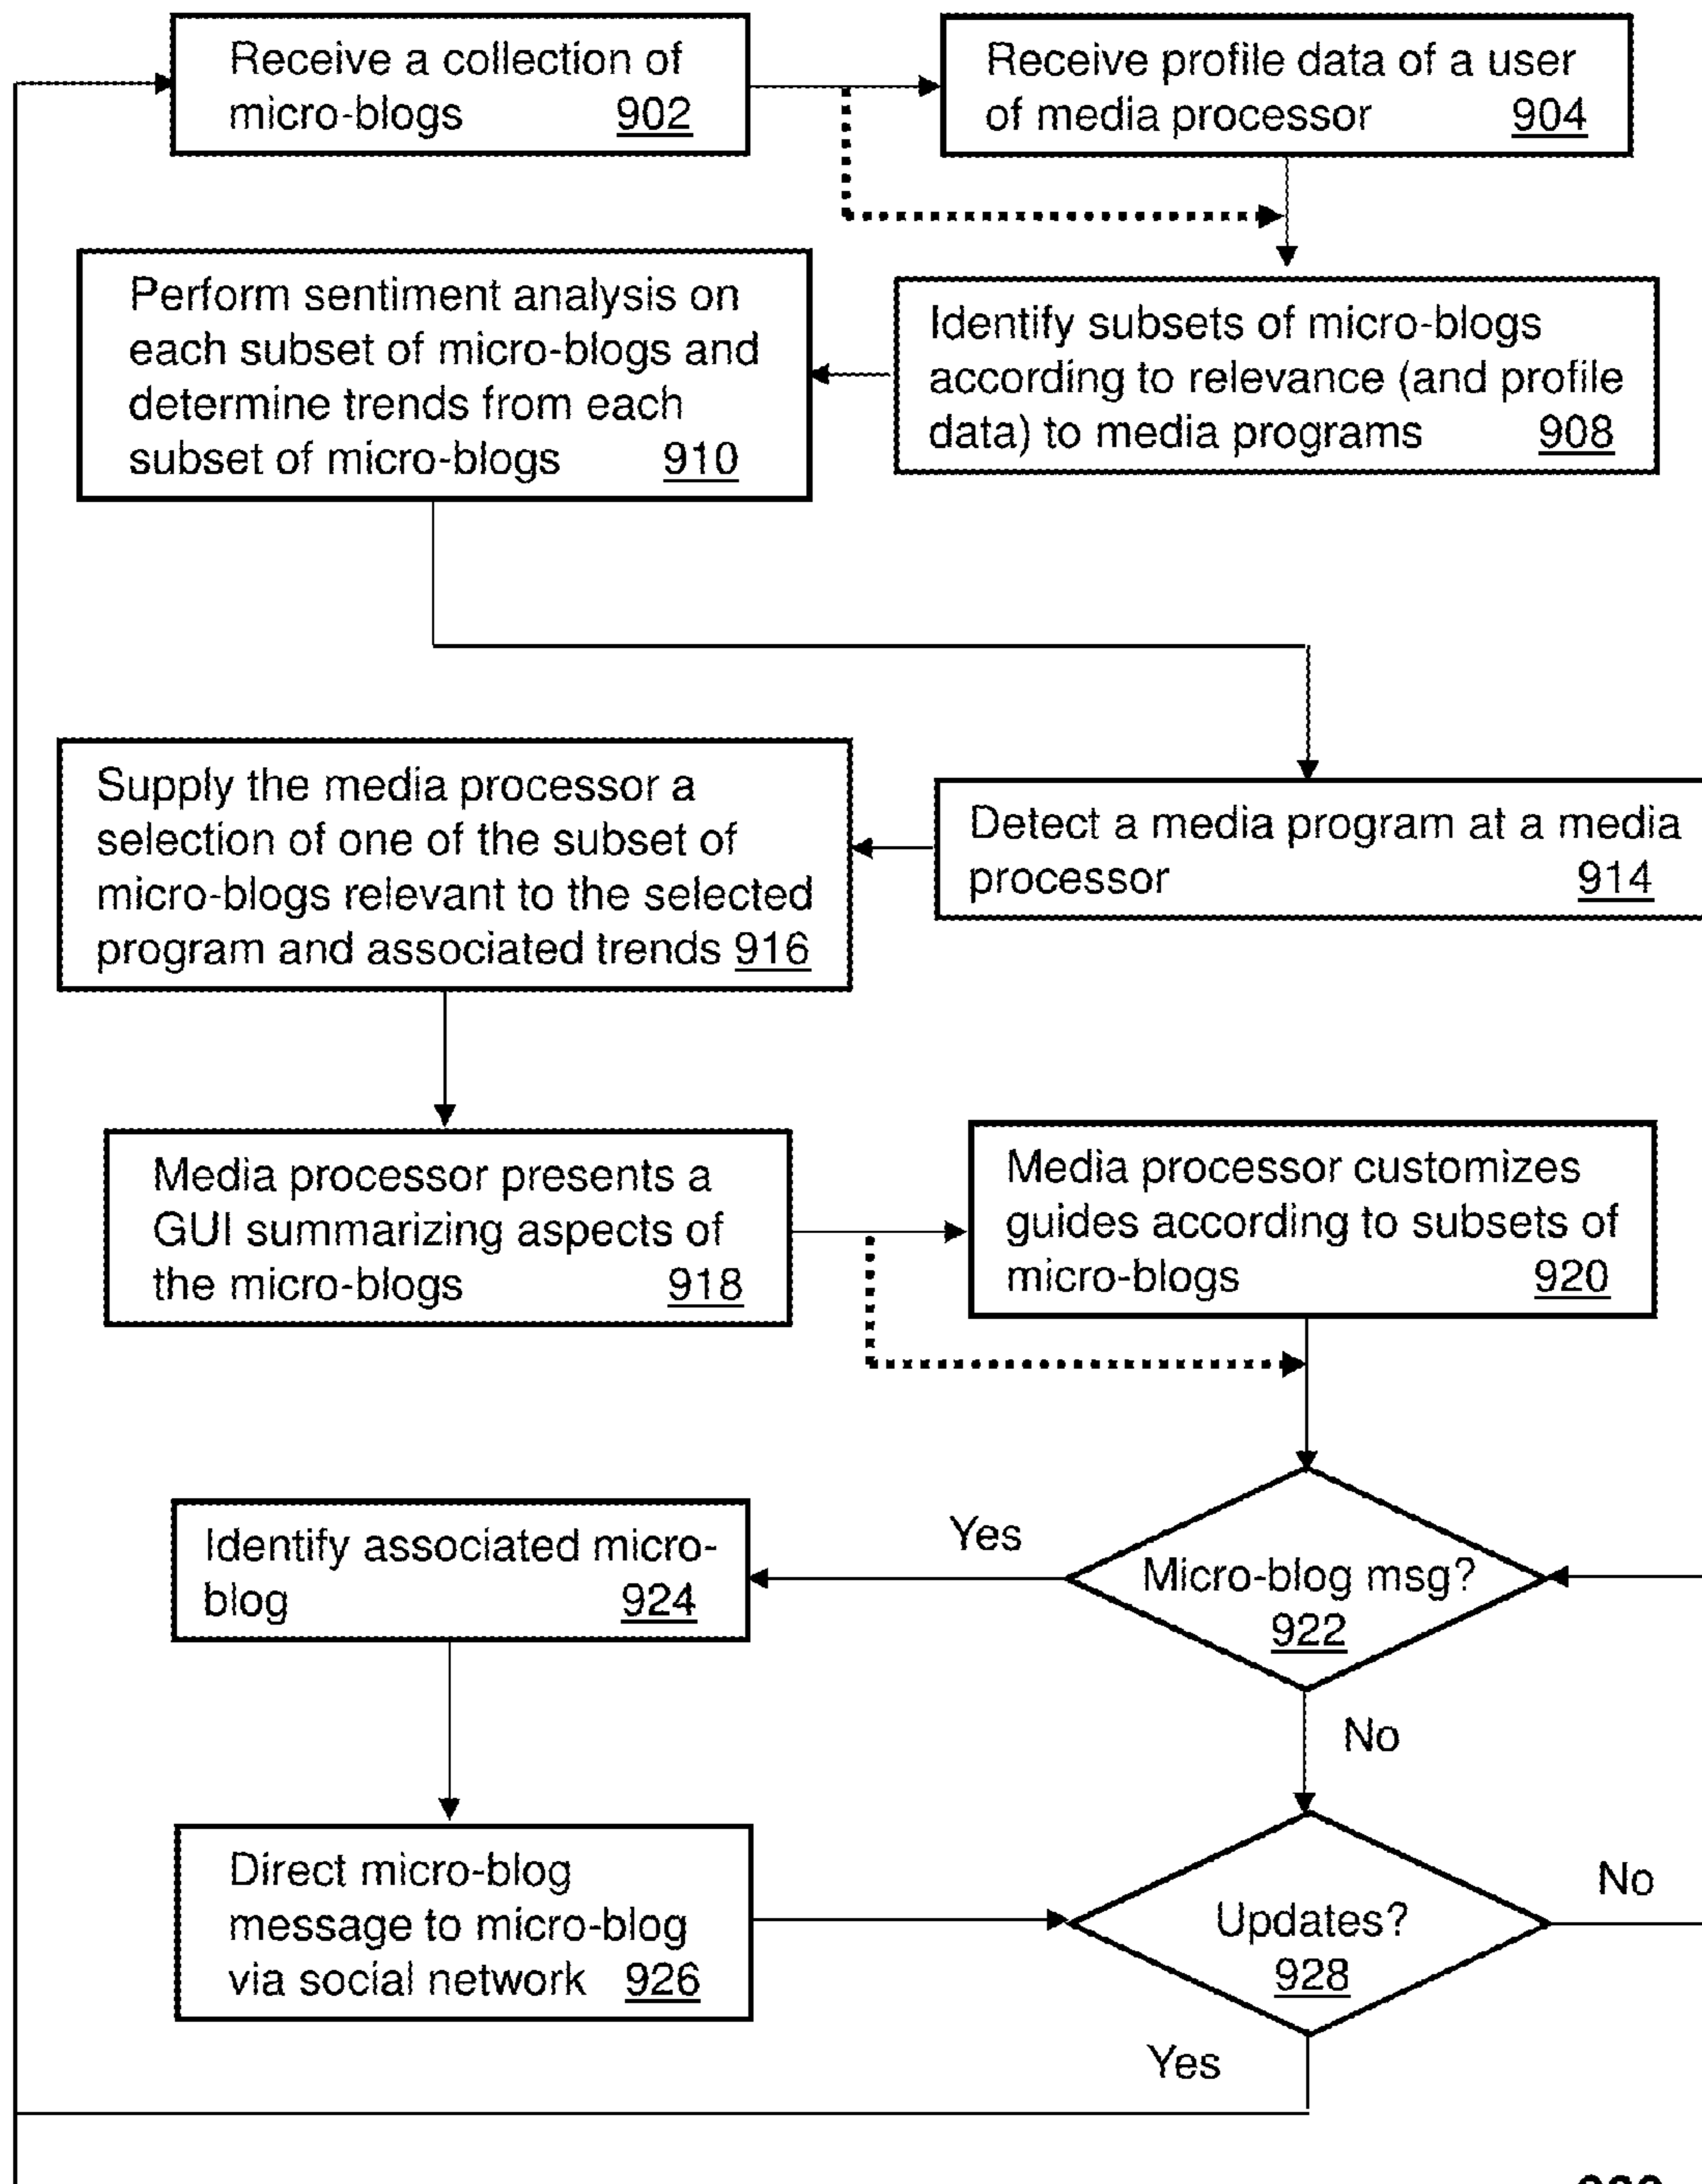 Receive a collection of
micro-blogs 902
Receive profile data of a user
of media processor 904
Perform sentiment analysis on
each subset of micro-blogs and
determine trends from each
subset of micro-blogs 910
Identify subsets of micro-blogs
according to relevance (and profile
data) to media programs 908
Supply the media processor a
selection of one of the subset of
micro-blogs relevant to the selected
program and associated trends 916
Detect a media program at a media
processor 914
Media processor presents a
GUI summarizing aspects of
the micro-blogs 918
Media processor customizes
guides according to subsets of
micro-blogs 920
Identify associated micro-
blog 924
Yes
Micro-blog msg?
922
No
Direct micro-blog
message to micro-blog
via social network 926
Updates?
928
No
Yes